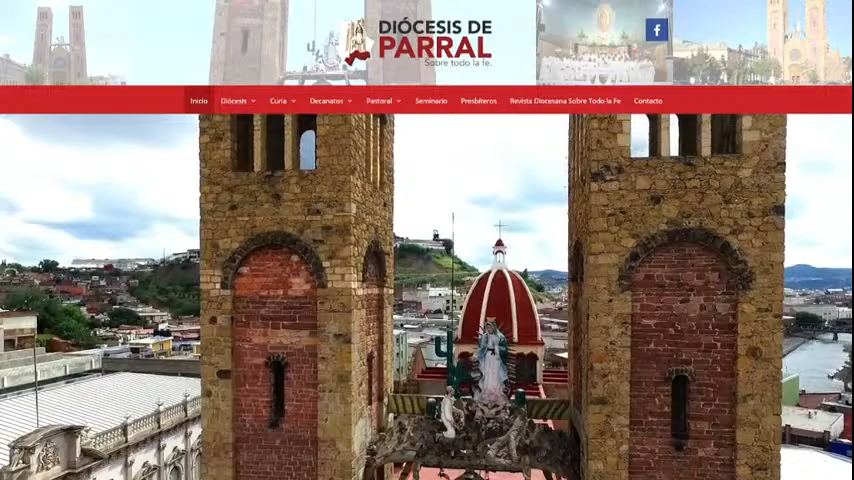 DIÓCESIS DE
PARRAL
Sobre todo la fe.
f
Inicio Diócesis Curia Decanatos Pastoral Seminario Presbíteros Revista Diocesana Sobre Todo la Fe Contacto